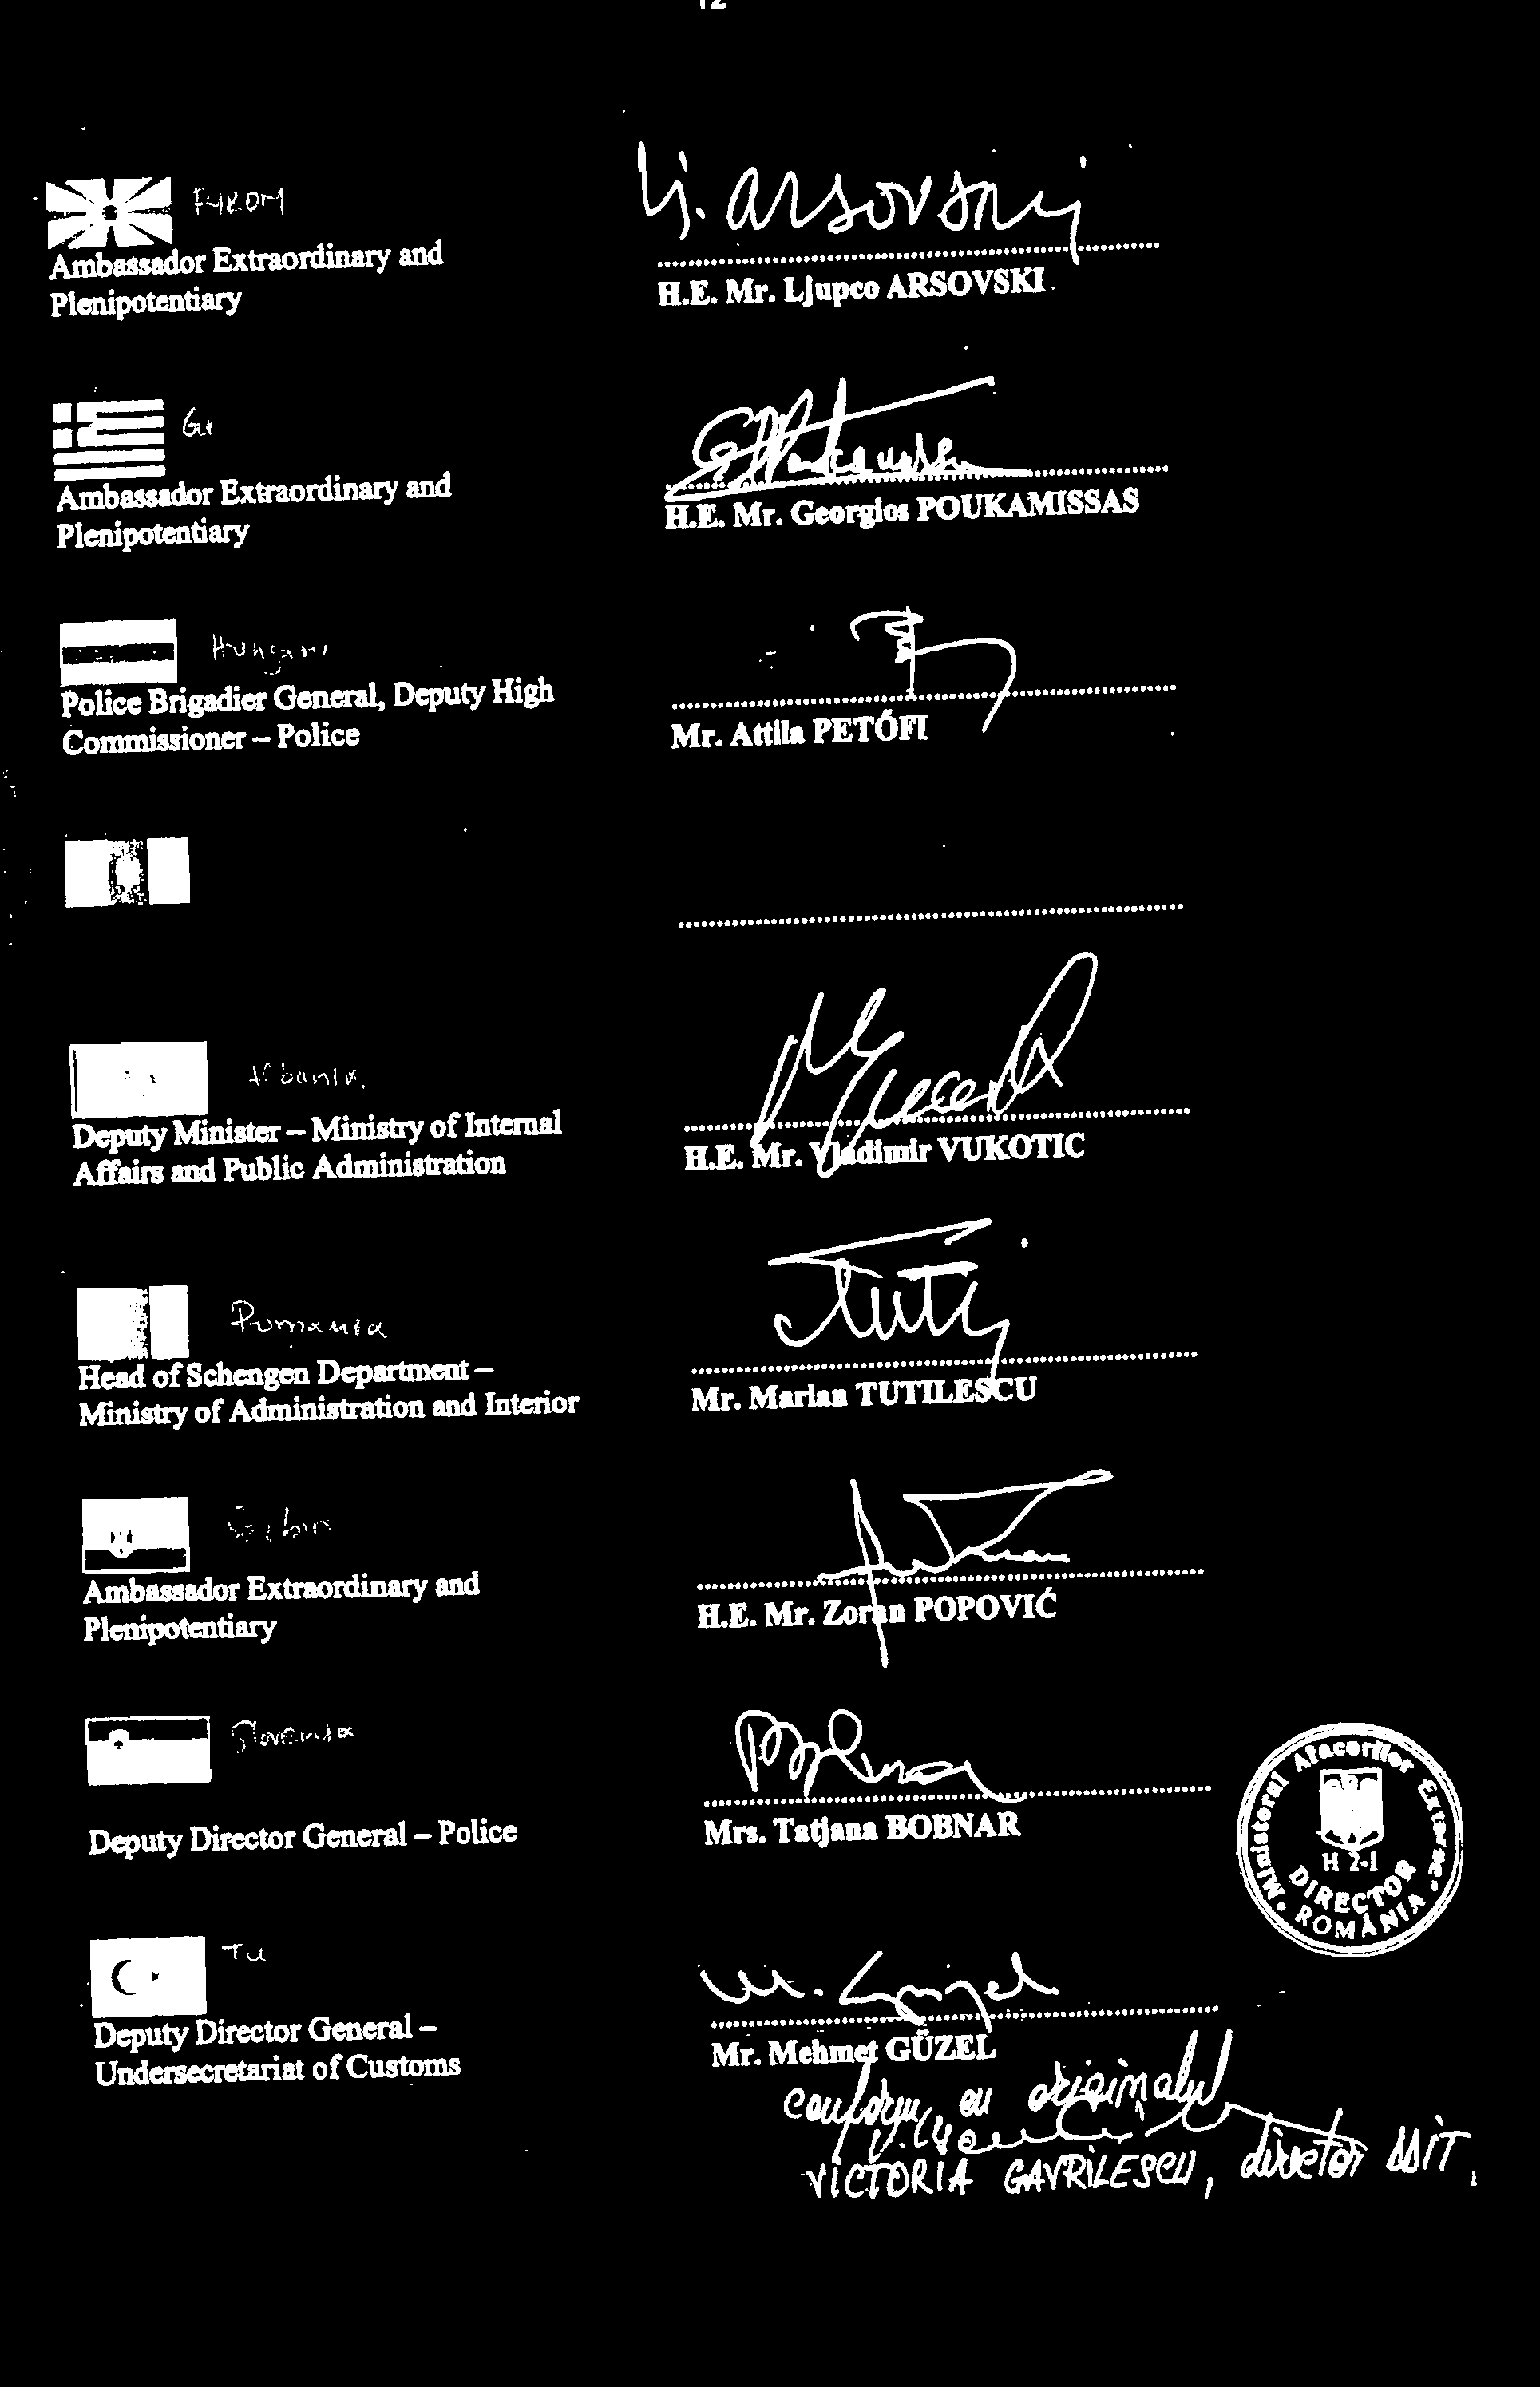 12
FYROM
Lj. Arsovski
Ambassador Extraordinary and
Plenipotentiary
H.E. Mr. Ljupco ARSOVSKI
Gr
Ambassador Extraordinary and
Plenipotentiary
H.E. Mr. Georgios POUKAMISSAS
Hungary
Police Brigadier General, Deputy High
Commissioner – Police
Mr. Attila PETÓFI
Albania
Deputy Minister – Ministry of Internal
Affairs and Public Administration
H.E. Mr. Vladimir VUKOTIC
Romania
Head of Schengen Department –
Ministry of Administration and Interior
Mr. Marian TUTILESCU
Serbia
Ambassador Extraordinary and
Plenipotentiary
H.E. Mr. Zoran POPOVIĆ
Slovenia
Deputy Director General – Police
Mrs. Tatjana BOBNAR
Ministerul Afacerilor Externe
H 2-1
DIRECTOR
ROMÂNIA
Tu
Deputy Director General –
Undersecretariat of Customs
Mr. Mehmet GÜZEL
conform cu originalul
VICTORIA GAVRILESCU, director